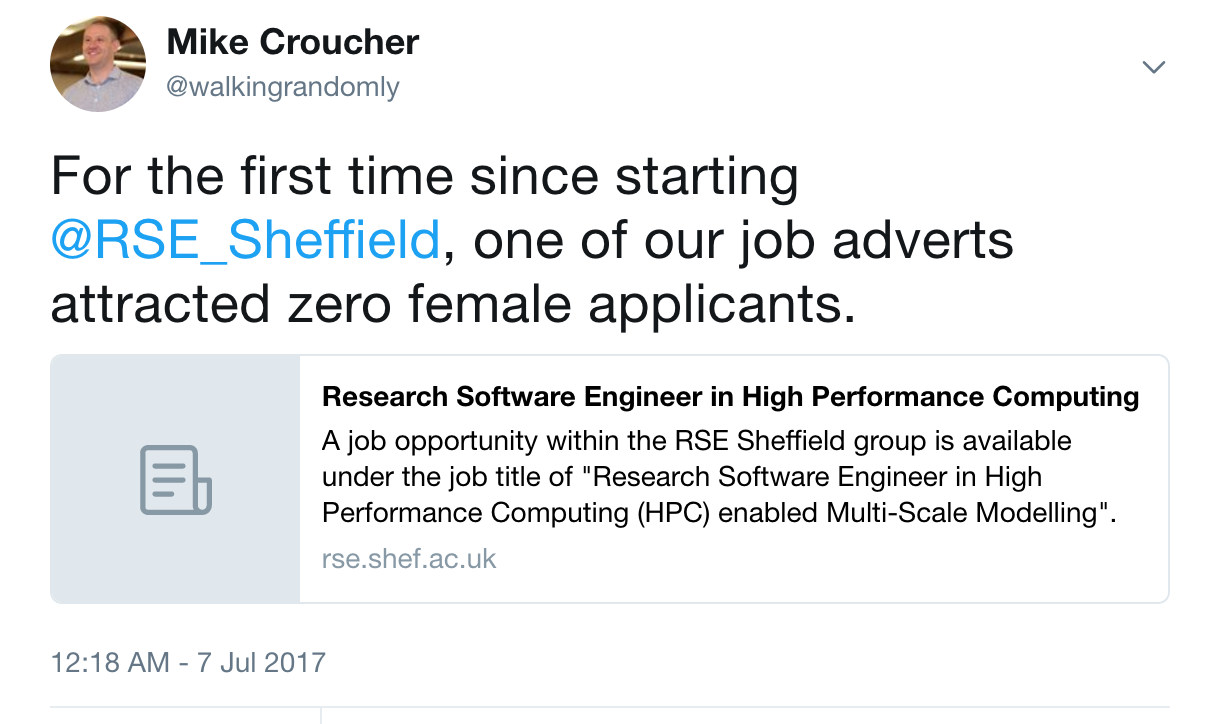 Mike Croucher
@walkingrandomly
For the first time since starting
@RSE_Sheffield, one of our job adverts
attracted zero female applicants.
Research Software Engineer in High Performance Computing
A job opportunity within the RSE Sheffield group is available
under the job title of "Research Software Engineer in High
Performance Computing (HPC) enabled Multi-Scale Modelling".
rse.shef.ac.uk
12:18 AM - 7 Jul 2017